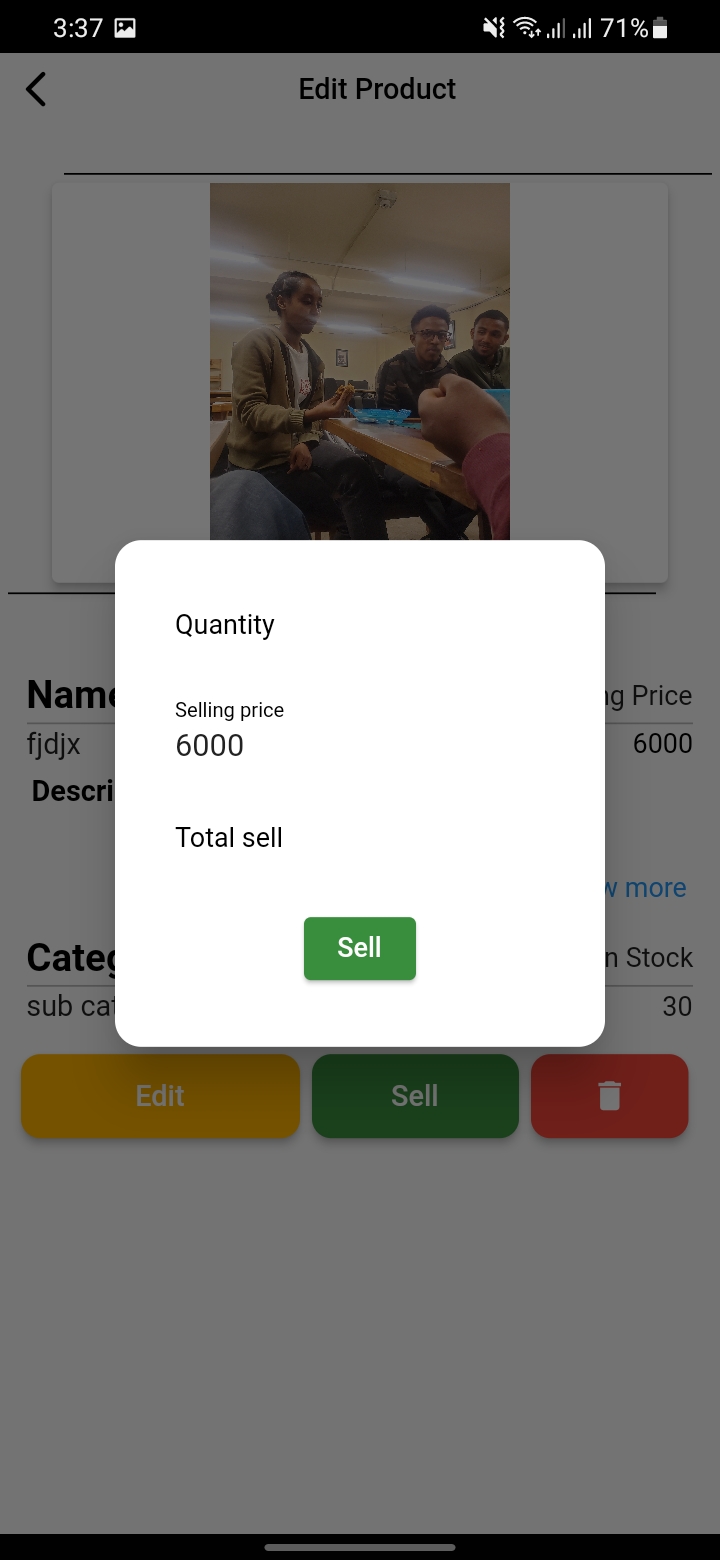 3:37 71%
Edit Product
Quantity
Name ng Price
Selling price
fjdjx 6000 6000
Descri
Total sell
w more
Sell
Categ n Stock
sub cat 30
Edit Sell